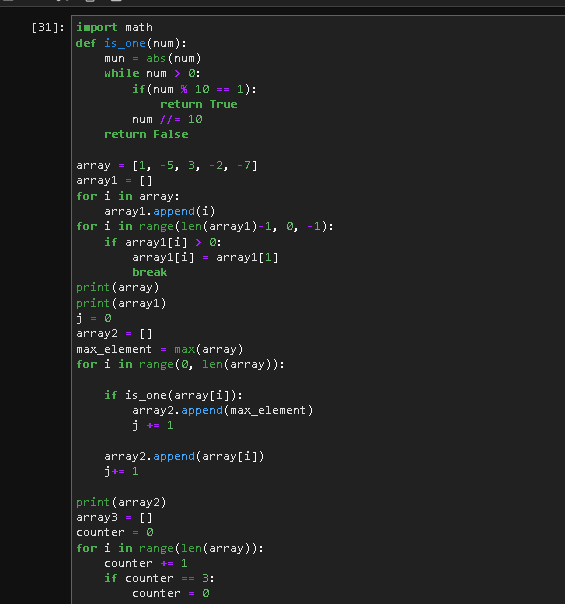 [31]: import math
def is_one(num):
    mun = abs(num)
    while num > 0:
        if(num % 10 == 1):
            return True
        num //= 10
    return False

array = [1, -5, 3, -2, -7]
array1 = []
for i in array:
    array1.append(i)
for i in range(len(array1)-1, 0, -1):
    if array1[i] > 0:
        array1[i] = array1[1]
        break
print(array)
print(array1)
j = 0
array2 = []
max_element = max(array)
for i in range(0, len(array)):

    if is_one(array[i]):
        array2.append(max_element)
        j += 1

    array2.append(array[i])
    j+= 1

print(array2)
array3 = []
counter = 0
for i in range(len(array)):
    counter += 1
    if counter == 3:
        counter = 0